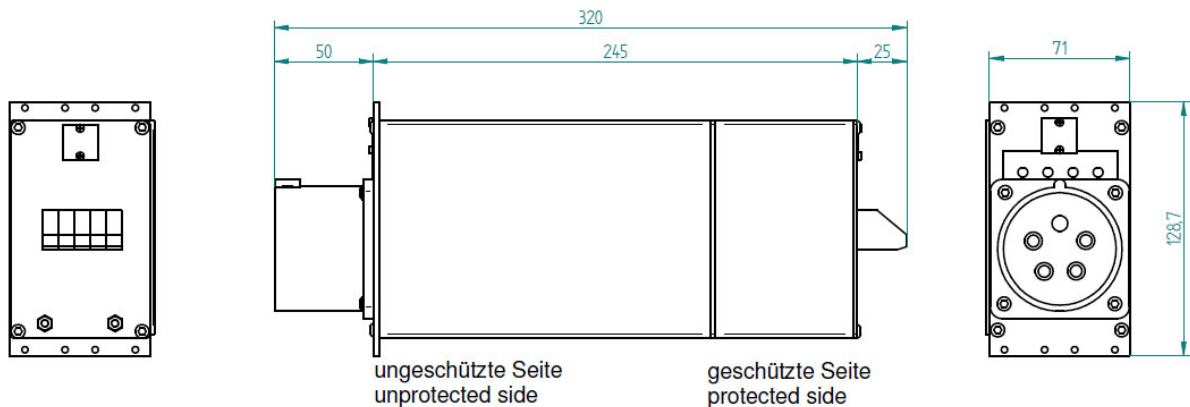 320
50
245
25
71
128,7
ungeschützte Seite
unprotected side
geschützte Seite
protected side